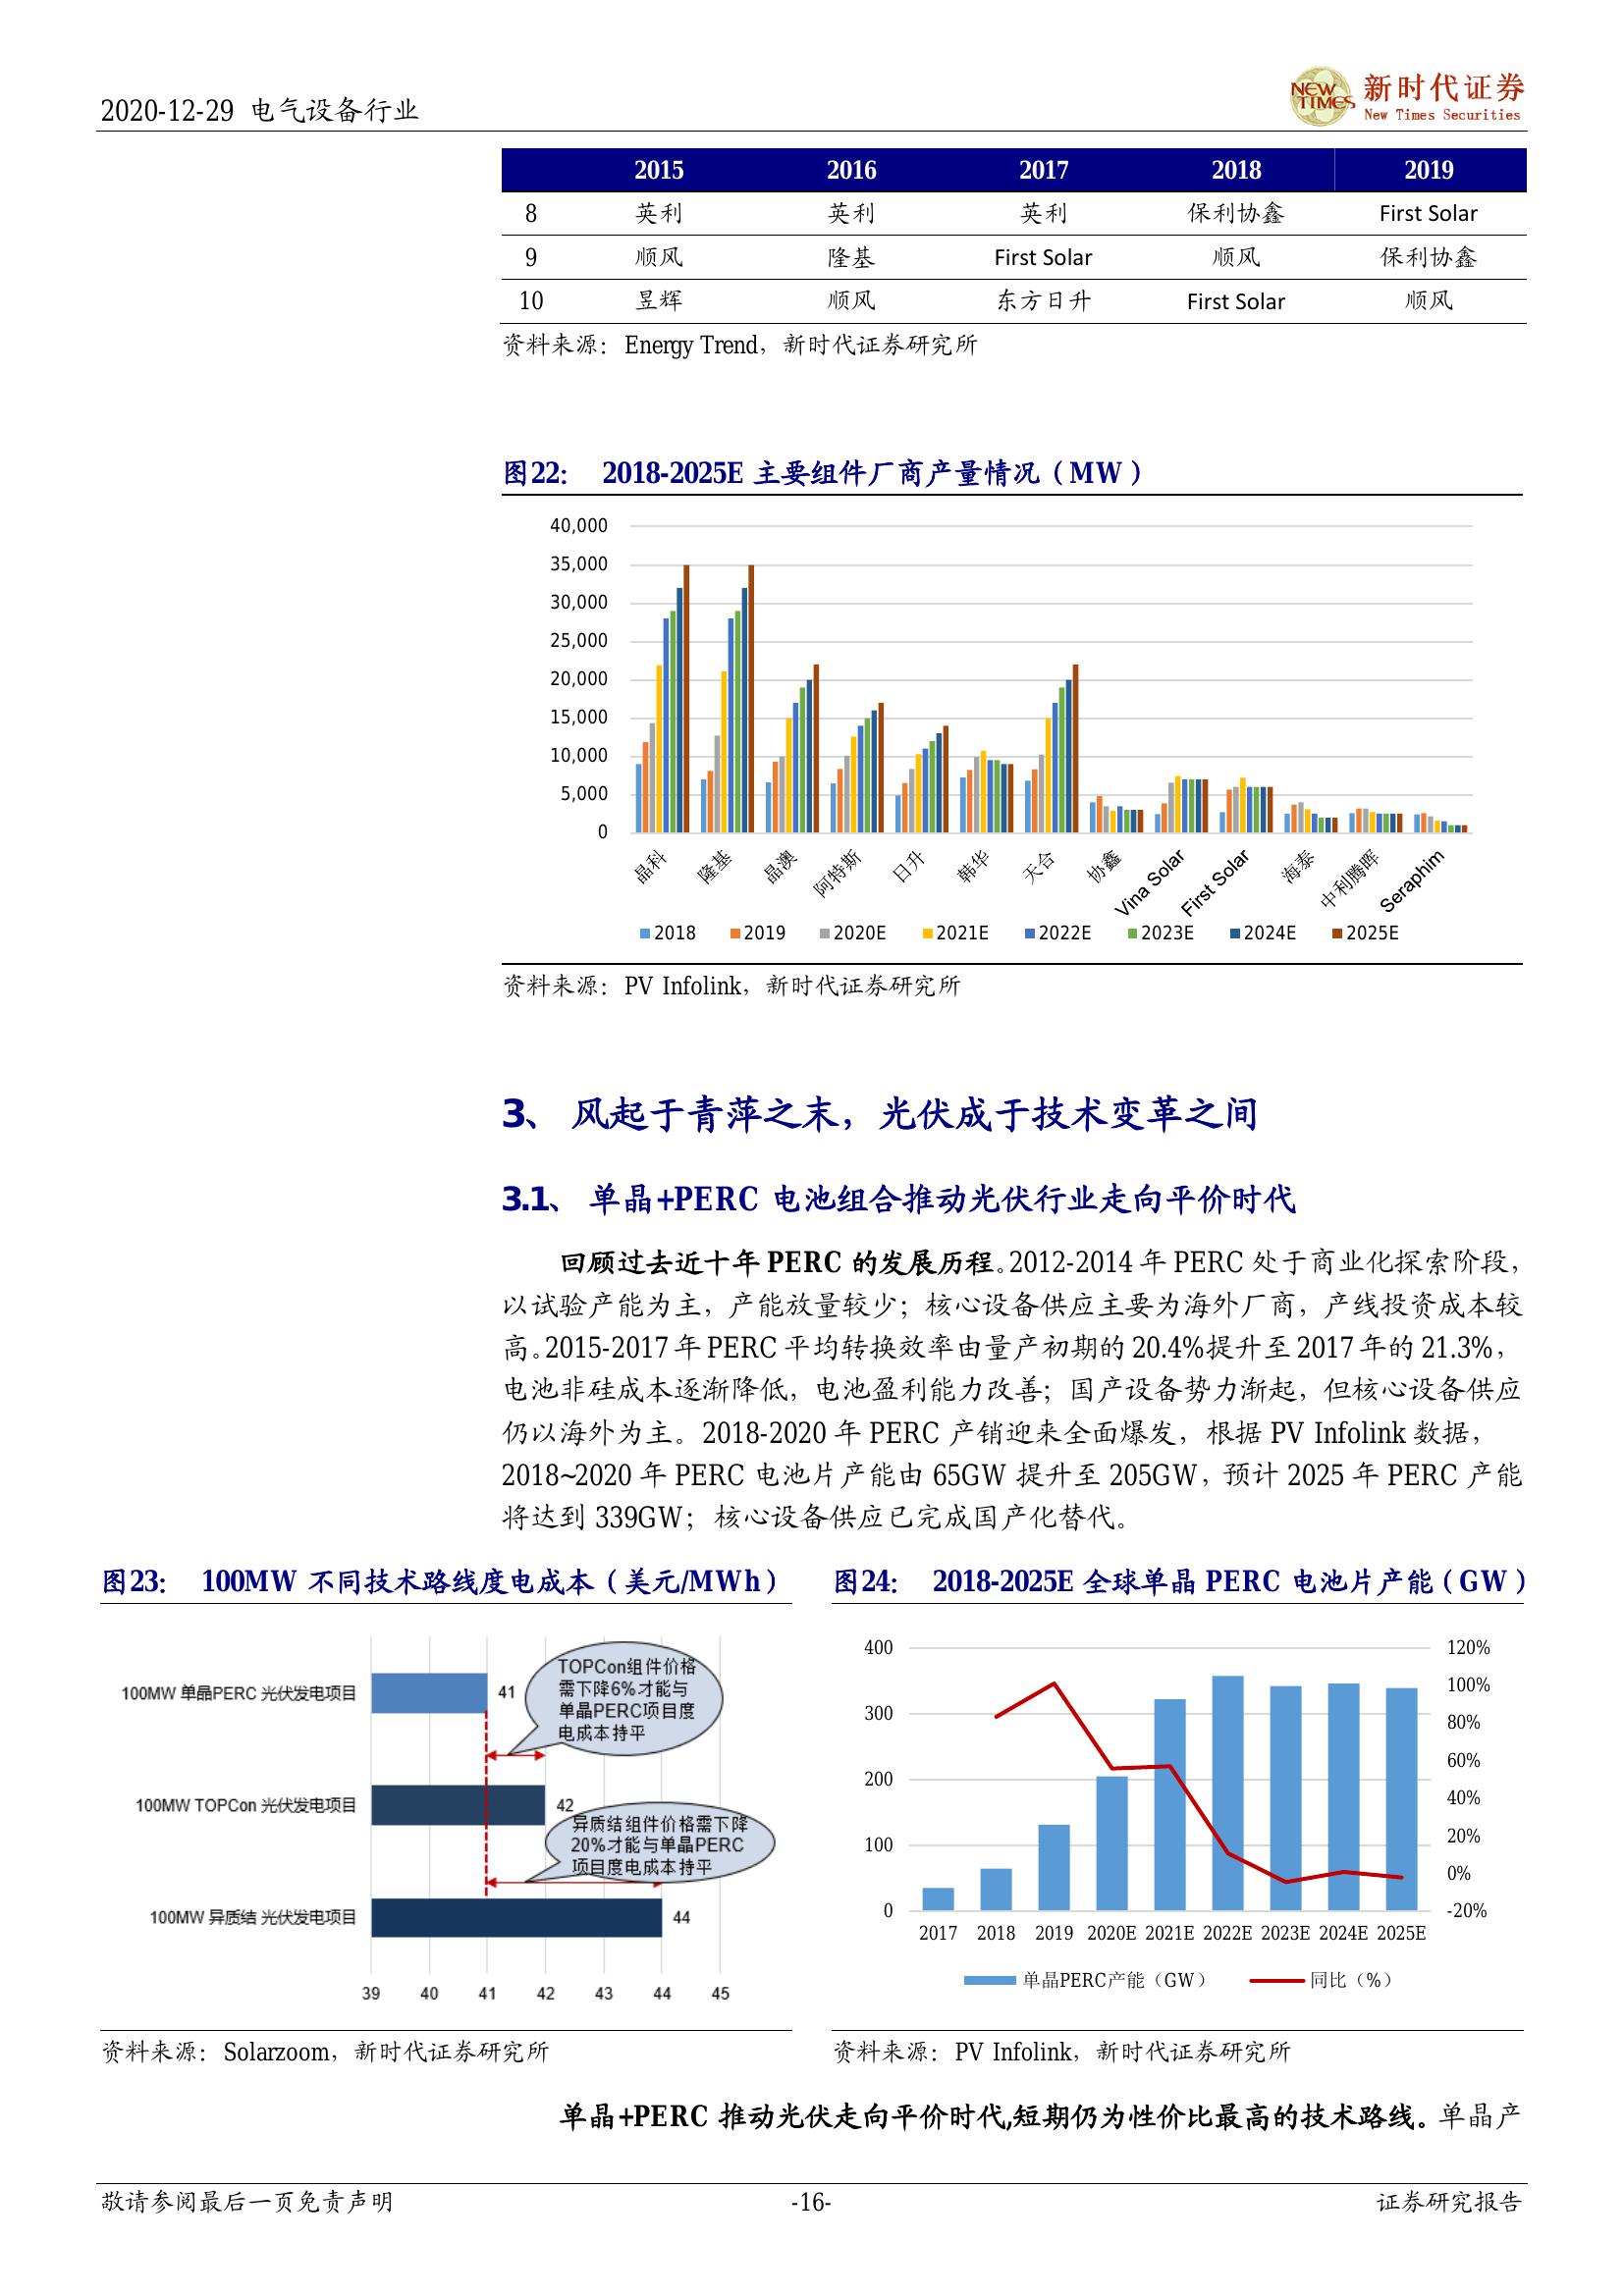 2020-12-29 电气设备行业
NEW TIMES
新时代证券
New Times Securities
2015 2016 2017 2018 2019
8 英利 英利 英利 保利协鑫 First Solar
9 顺风 隆基 First Solar 顺风 保利协鑫
10 昱辉 顺风 东方日升 First Solar 顺风
资料来源：Energy Trend，新时代证券研究所
图22： 2018-2025E 主要组件厂商产量情况（MW）
40,000
35,000
30,000
25,000
20,000
15,000
10,000
5,000
0
晶科 隆基 晶澳 阿特斯 日升 韩华 天合 协鑫 Vina Solar First Solar 海泰 中利腾晖 Seraphim
2018 2019 2020E 2021E 2022E 2023E 2024E 2025E
资料来源：PV Infolink，新时代证券研究所
3、 风起于青萍之末，光伏成于技术变革之间
3.1、 单晶+PERC 电池组合推动光伏行业走向平价时代
回顾过去近十年 PERC 的发展历程。2012-2014 年 PERC 处于商业化探索阶段，
以试验产能为主，产能放量较少；核心设备供应主要为海外厂商，产线投资成本较
高。2015-2017 年 PERC 平均转换效率由量产初期的 20.4%提升至 2017 年的 21.3%，
电池非硅成本逐渐降低，电池盈利能力改善；国产设备势力渐起，但核心设备供应
仍以海外为主。2018-2020 年 PERC 产销迎来全面爆发，根据 PV Infolink 数据，
2018~2020 年 PERC 电池片产能由 65GW 提升至 205GW，预计 2025 年 PERC 产能
将达到 339GW；核心设备供应已完成国产化替代。
图23： 100MW 不同技术路线度电成本（美元/MWh）
100MW 单晶PERC 光伏发电项目 41
TOPCon组件价格
需下降6%才能与
单晶PERC项目度
电成本持平
100MW TOPCon 光伏发电项目 42
异质结组件价格需下降
20%才能与单晶PERC
项目度电成本持平
100MW 异质结 光伏发电项目 44
39 40 41 42 43 44 45
资料来源：Solarzoom，新时代证券研究所
图24： 2018-2025E 全球单晶 PERC 电池片产能（GW）
400
300
200
100
0
120%
100%
80%
60%
40%
20%
0%
-20%
2017 2018 2019 2020E 2021E 2022E 2023E 2024E 2025E
单晶PERC产能（GW） 同比（%）
资料来源：PV Infolink，新时代证券研究所
单晶+PERC 推动光伏走向平价时代,短期仍为性价比最高的技术路线。单晶产
敬请参阅最后一页免责声明 -16- 证券研究报告